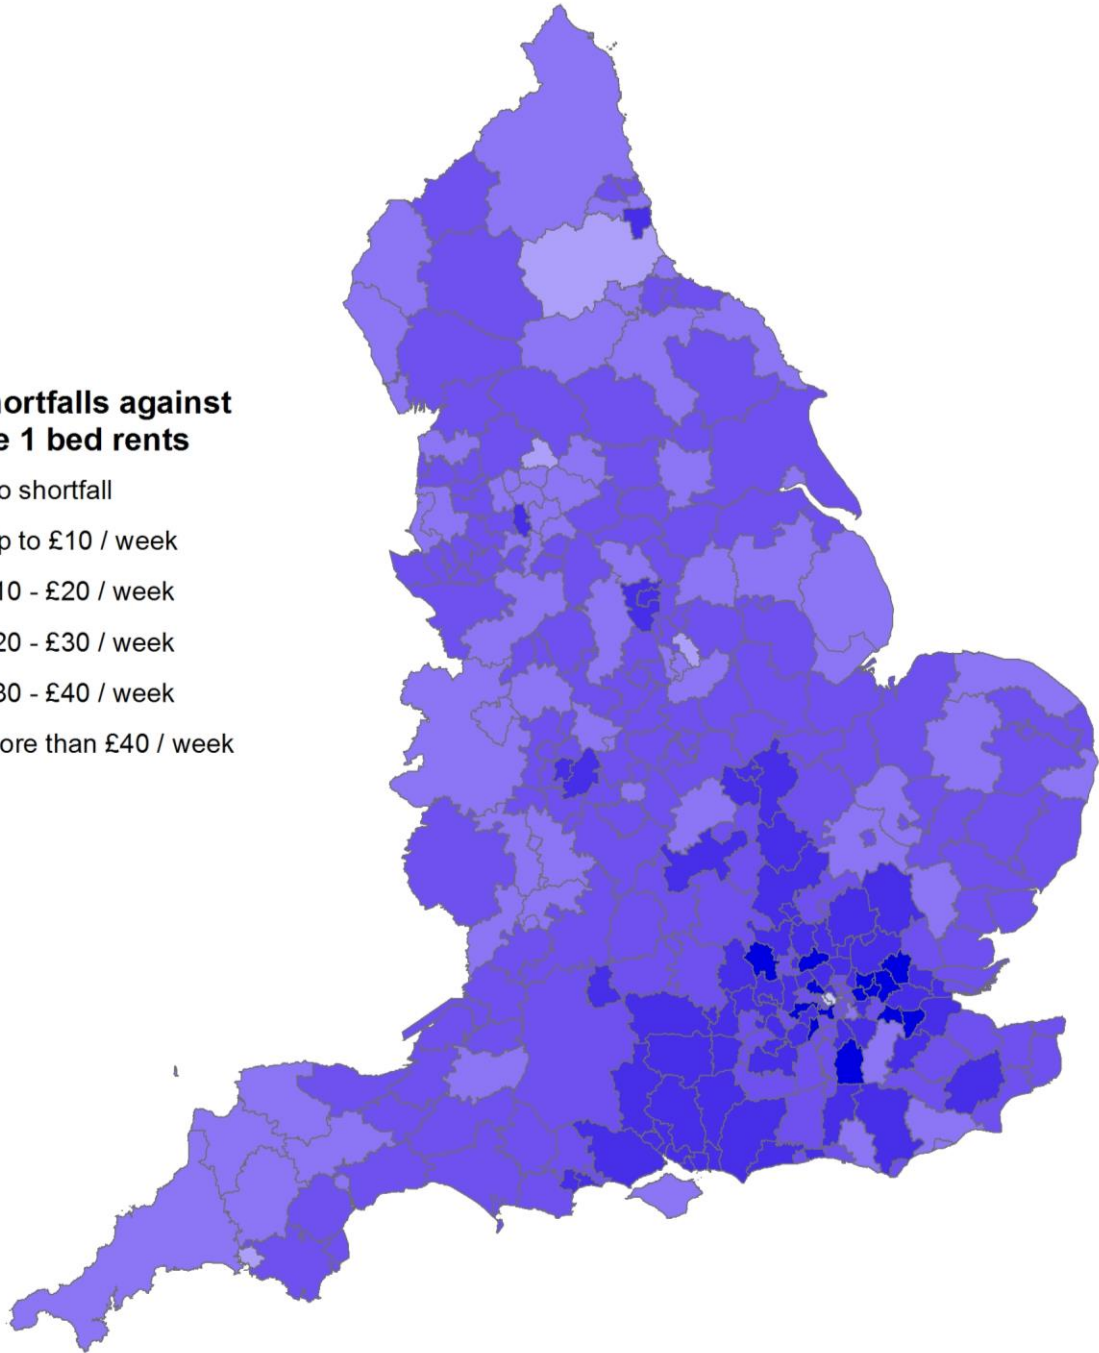 ortfalls against
e 1 bed rents
o shortfall
p to £10 / week
10 - £20 / week
20 - £30 / week
30 - £40 / week
ore than £40 / week